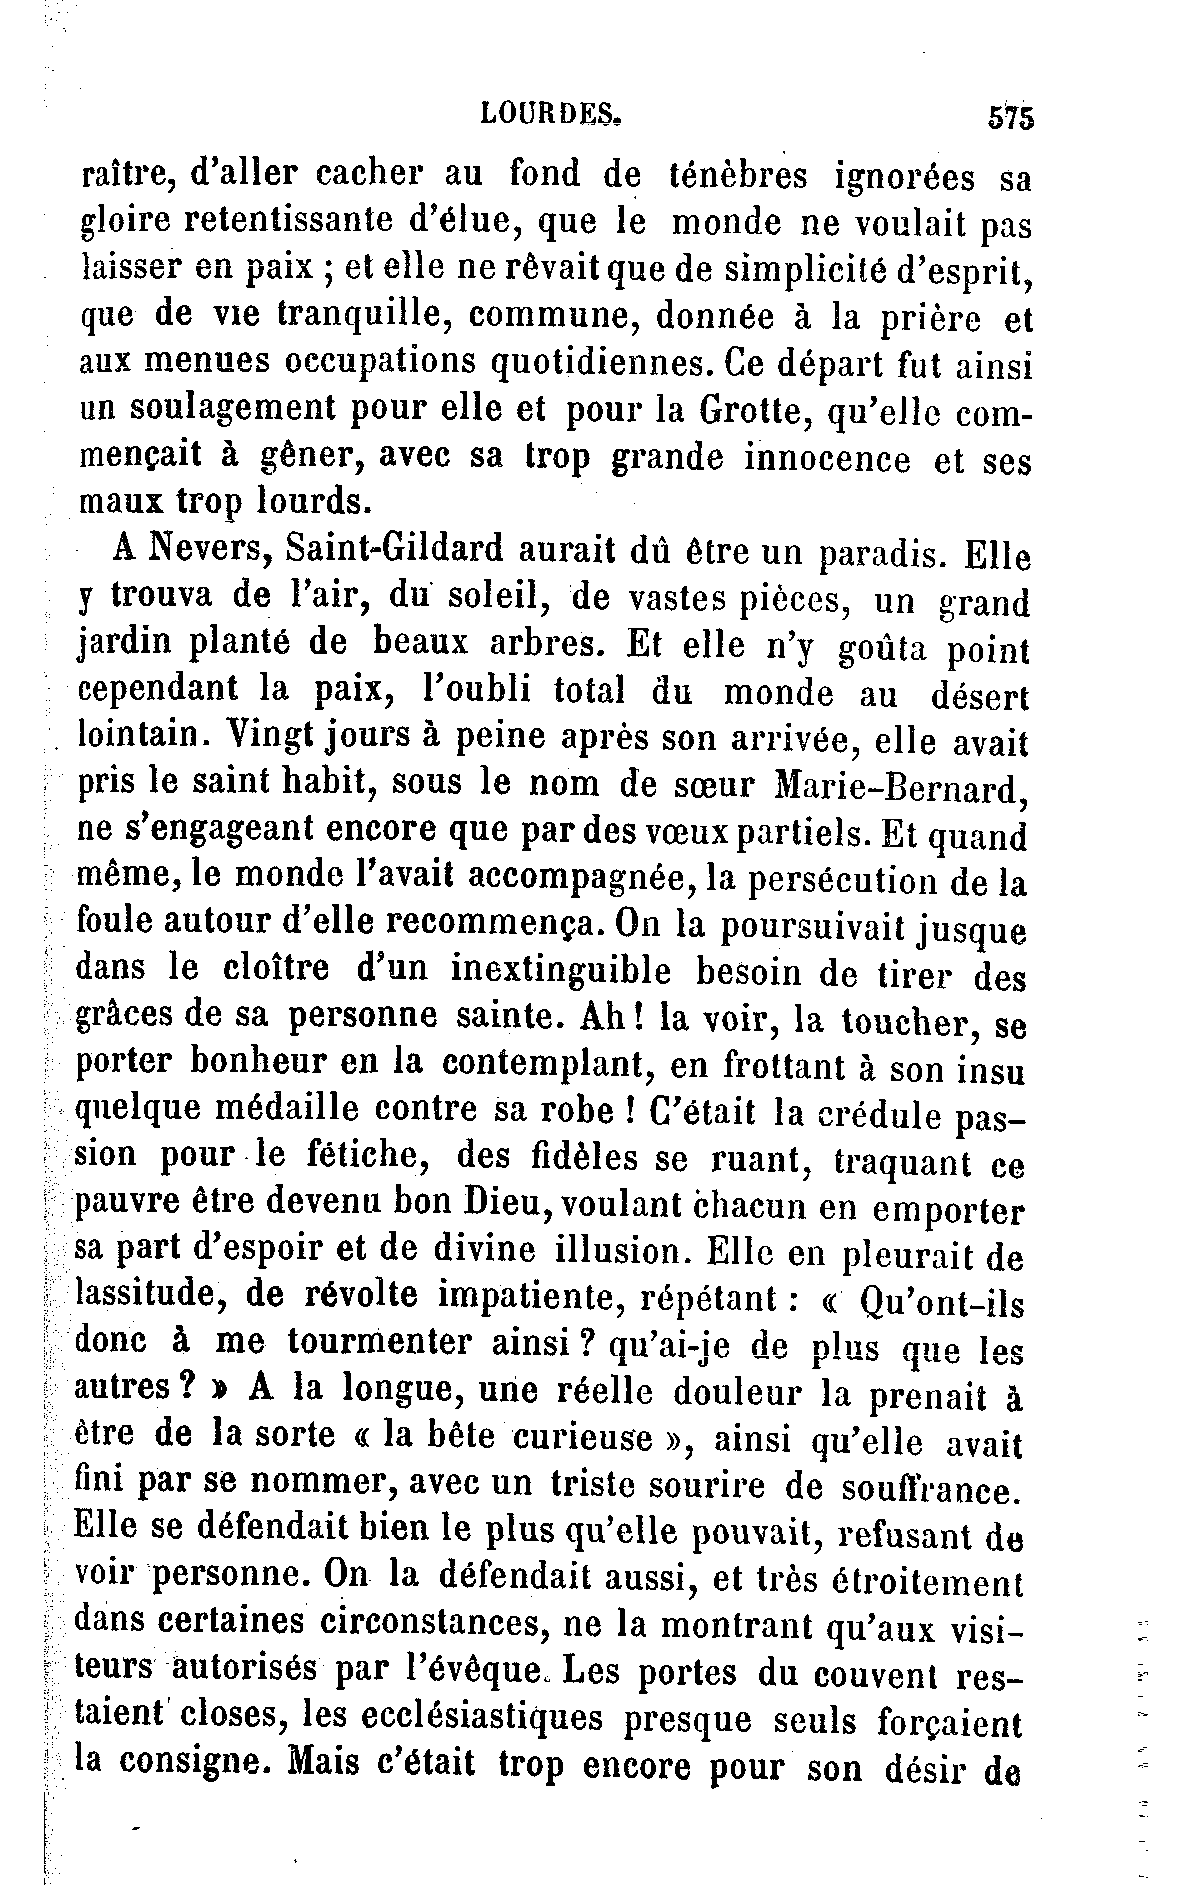 LOURDES. 575
raître, d'aller cacher au fond de ténèbres ignorées sa
gloire retentissante d'élue, que le monde ne voulait pas
laisser en paix ; et elle ne rêvait que de simplicité d'esprit,
que de vie tranquille, commune, donnée à la prière et
aux menues occupations quotidiennes. Ce départ fut ainsi
un soulagement pour elle et pour la Grotte, qu'elle com-
mençait à gêner, avec sa trop grande innocence et ses
maux trop lourds.
A Nevers, Saint-Gildard aurait dû être un paradis. Elle
y trouva de l'air, du soleil, de vastes pièces, un grand
jardin planté de beaux arbres. Et elle n'y goûta point
cependant la paix, l'oubli total du monde au désert
lointain. Vingt jours à peine après son arrivée, elle avait
pris le saint habit, sous le nom de sœur Marie-Bernard,
ne s'engageant encore que par des vœux partiels. Et quand
même, le monde l'avait accompagnée, la persécution de la
foule autour d'elle recommença. On la poursuivait jusque
dans le cloître d'un inextinguible besoin de tirer des
grâces de sa personne sainte. Ah ! la voir, la toucher, se
porter bonheur en la contemplant, en frottant à son insu
quelque médaille contre sa robe ! C'était la crédule pas-
sion pour le fétiche, des fidèles se ruant, traquant ce
pauvre être devenu bon Dieu, voulant chacun en emporter
sa part d'espoir et de divine illusion. Elle en pleurait de
lassitude, de révolte impatiente, répétant : « Qu'ont-ils
donc à me tourmenter ainsi ? qu'ai-je de plus que les
autres ? » A la longue, une réelle douleur la prenait à
être de la sorte « la bête curieuse », ainsi qu'elle avait
fini par se nommer, avec un triste sourire de souffrance.
Elle se défendait bien le plus qu'elle pouvait, refusant de
voir personne. On la défendait aussi, et très étroitement
dans certaines circonstances, ne la montrant qu'aux visi-
teurs autorisés par l'évêque. Les portes du couvent res-
taient closes, les ecclésiastiques presque seuls forçaient
la consigne. Mais c'était trop encore pour son désir de